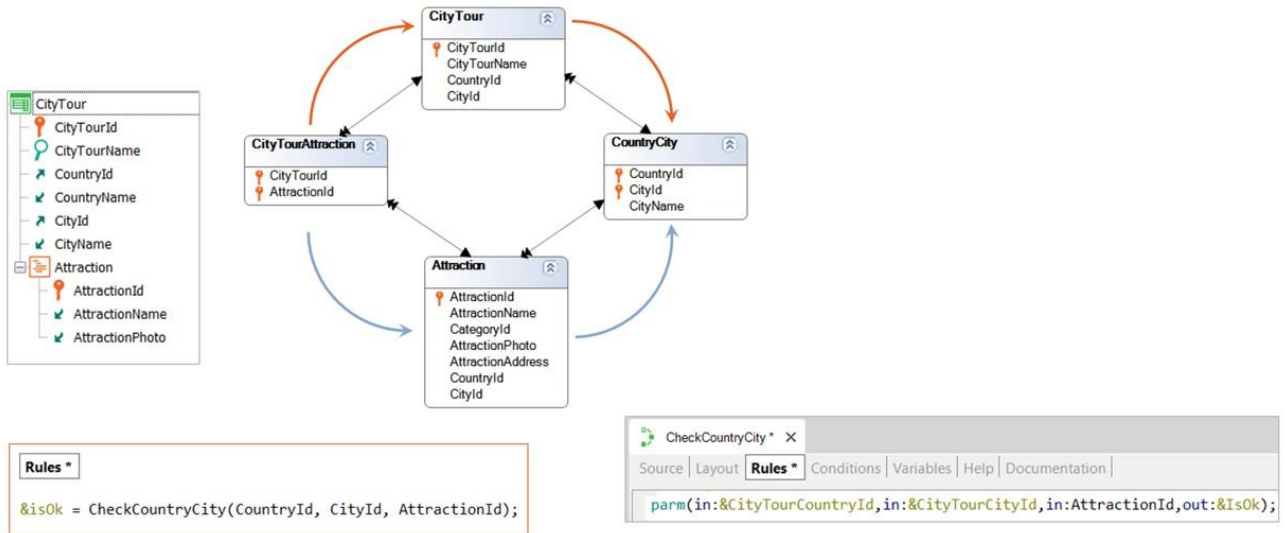 CityTour
CityTourId
CityTourName
CountryId
CountryName
CityId
CityName
Attraction
AttractionId
AttractionName
AttractionPhoto
CityTour
CityTourId
CityTourName
CountryId
CityId
CityTourAttraction
CityTourId
AttractionId
CountryCity
CountryId
CityId
CityName
Attraction
AttractionId
AttractionName
CategoryId
AttractionPhoto
AttractionAddress
CountryId
CityId
Rules *
&isOk = CheckCountryCity(CountryId, CityId, AttractionId);
CheckCountryCity * X
Source | Layout | Rules * | Conditions | Variables | Help | Documentation |
parm(in:&CityTourCountryId,in:&CityTourCityId,in:AttractionId,out:&IsOk);